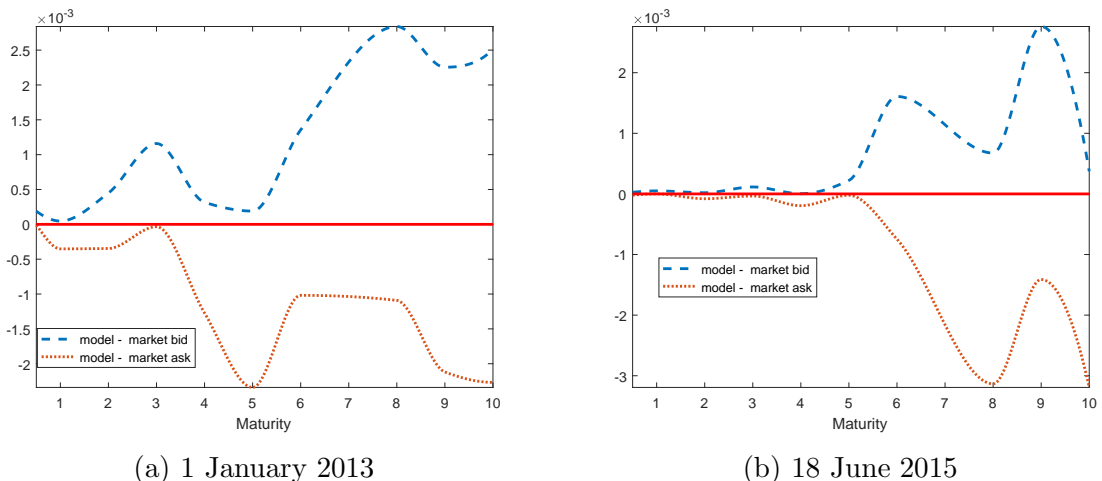 ×10-3
2.5
2
1.5
1
0.5
0
-0.5
-1
-1.5
-2
model - market bid
model - market ask
1 2 3 4 5 6 7 8 9 10
Maturity
(a) 1 January 2013
×10-3
2
1
0
-1
-2
-3
model - market bid
model - market ask
1 2 3 4 5 6 7 8 9 10
Maturity
(b) 18 June 2015